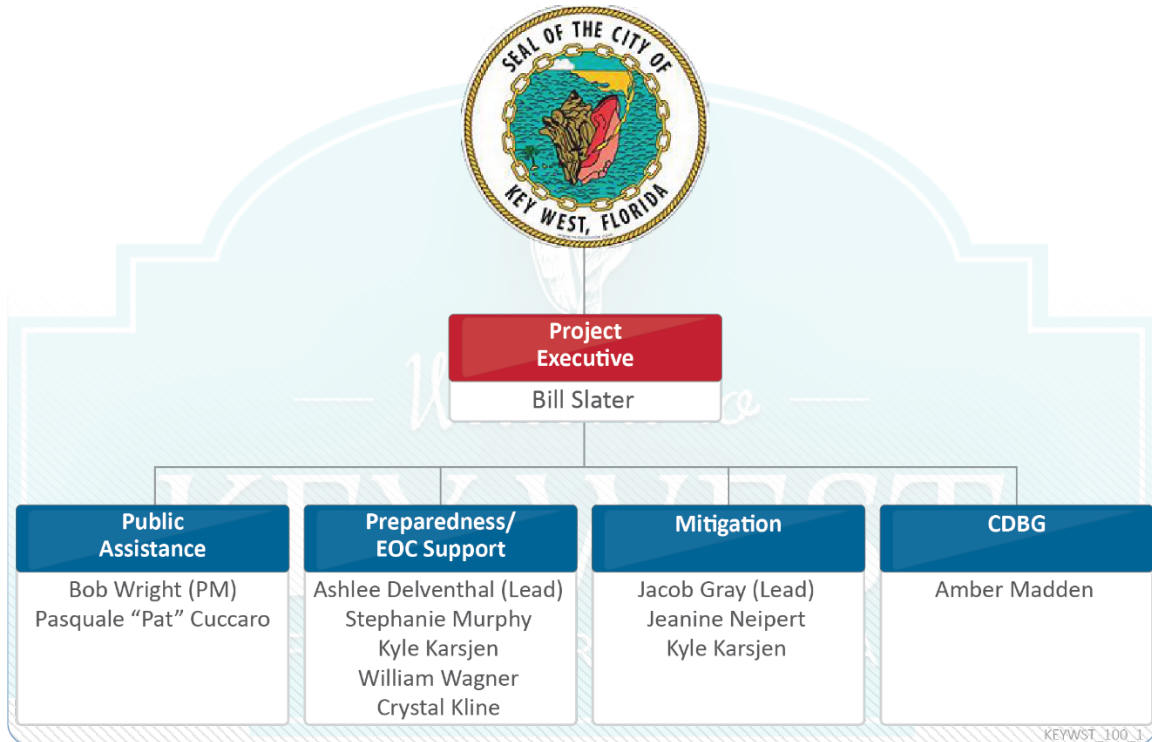 SEAL OF THE CITY OF
KEY WEST, FLORIDA
Project
Executive
Bill Slater
KEY WEST
Public
Assistance
Bob Wright (PM)
Pasquale “Pat” Cuccaro
Preparedness/
EOC Support
Ashlee Delventhal (Lead)
Stephanie Murphy
Kyle Karsjen
William Wagner
Crystal Kline
Mitigation
Jacob Gray (Lead)
Jeanine Neipert
Kyle Karsjen
CDBG
Amber Madden
KEYWST_100_1